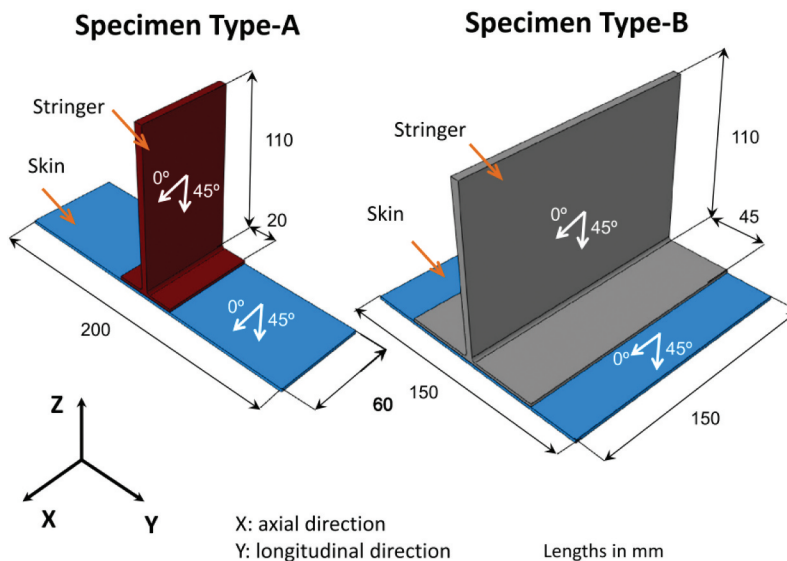 Specimen Type-A
Specimen Type-B
Stringer
110
Skin
0º
45º
20
0º
45º
200
60
Stringer
110
Skin
0º
45º
45
0º
45º
150
150
Z
X
Y
X: axial direction
Y: longitudinal direction
Lengths in mm